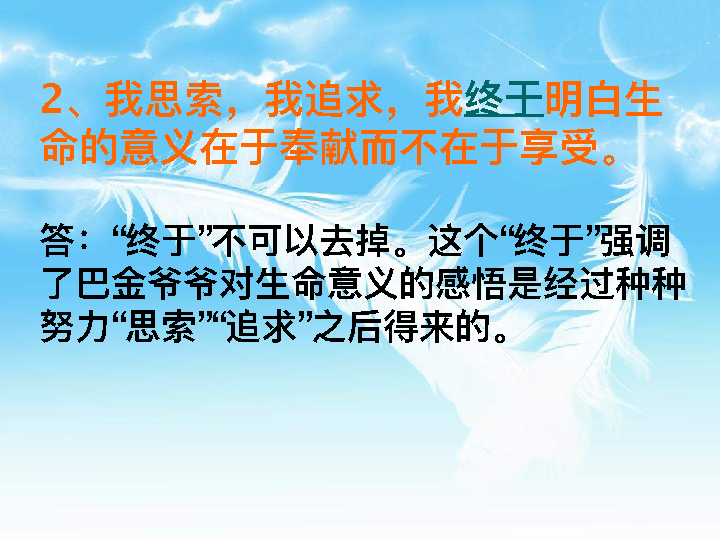 2、我思索，我追求，我终于明白生
命的意义在于奉献而不在于享受。
答：“终于”不可以去掉。这个“终于”强调
了巴金爷爷对生命意义的感悟是经过种种
努力“思索”“追求”之后得来的。